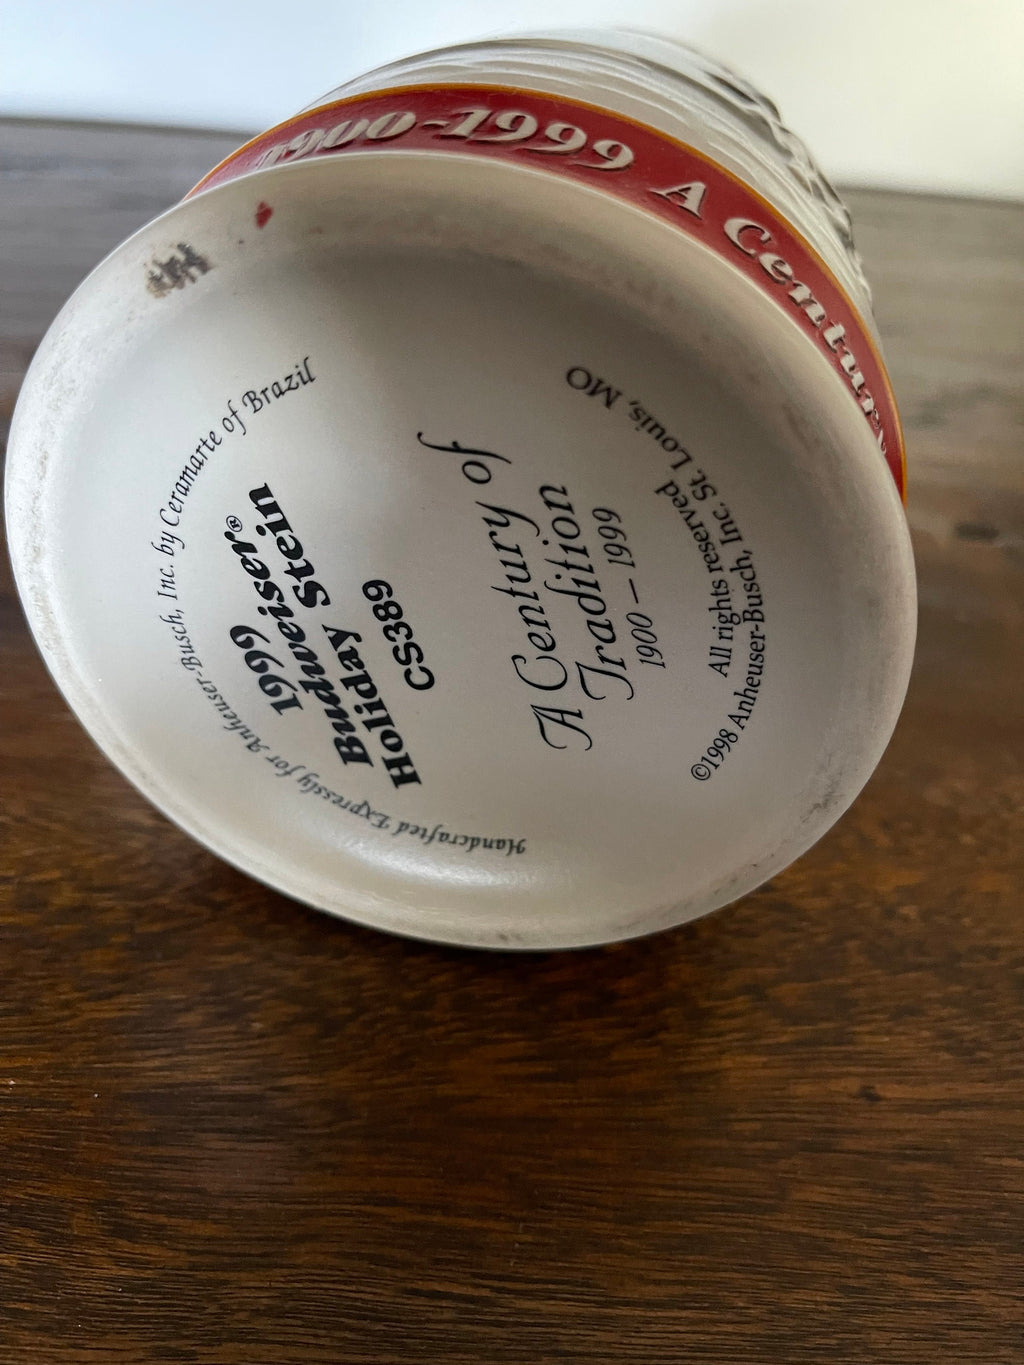 1900-1999 A Century
Handcrafted Expressly for Anheuser-Busch, Inc. by Ceramarte of Brazil
1999
Budweiser®
Holiday Stein
CS389
A Century of
Tradition
1900 – 1999
All rights reserved
©1998 Anheuser-Busch, Inc. St. Louis, MO